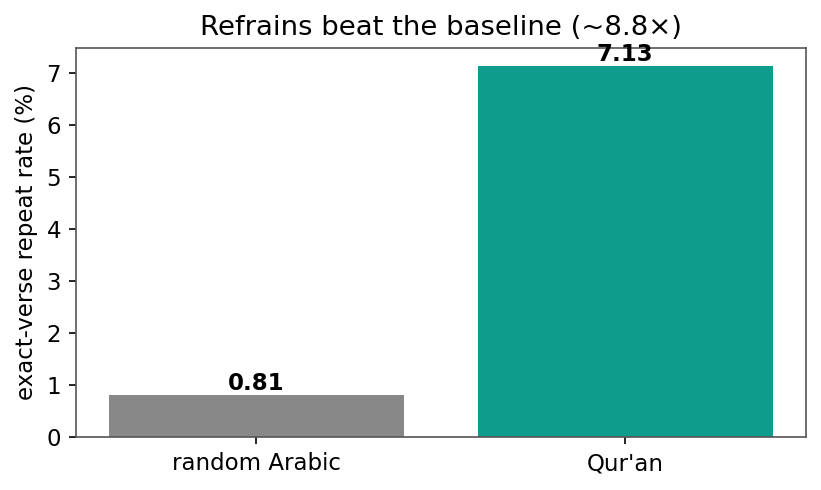 Refrains beat the baseline (~8.8×)
exact-verse repeat rate (%)
7
6
5
4
3
2
1
0
7.13
0.81
random Arabic
Qur'an